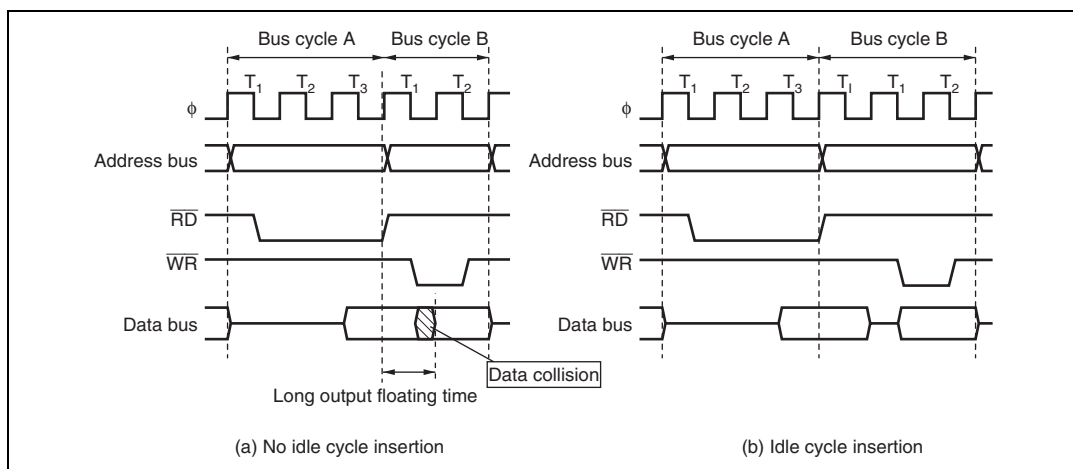 Bus cycle A Bus cycle B
T1 T2 T3 T1 T2
φ
Address bus
RD
WR
Data bus
Data collision
Long output floating time
(a) No idle cycle insertion
Bus cycle A Bus cycle B
T1 T2 T3 TI T1 T2
φ
Address bus
RD
WR
Data bus
(b) Idle cycle insertion